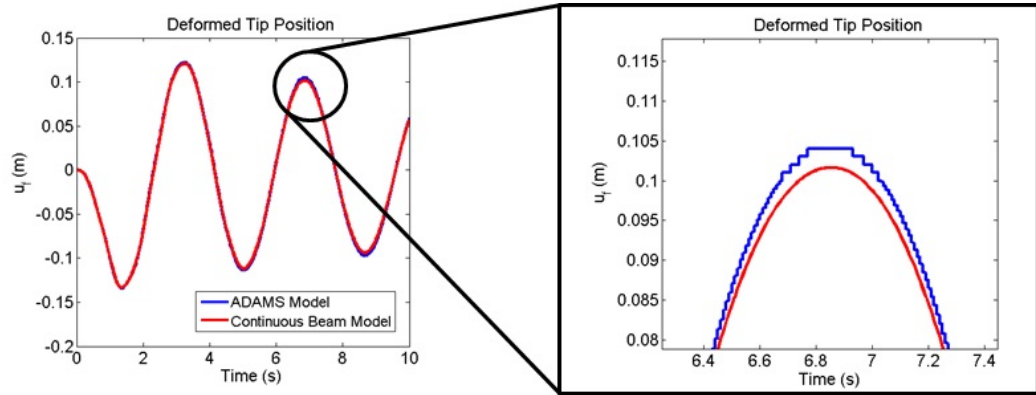 Deformed Tip Position
0.15
0.1
0.05
0
-0.05
-0.1
-0.15
-0.2
u_f (m)
0 2 4 6 8 10
Time (s)
ADAMS Model
Continuous Beam Model
Deformed Tip Position
0.115
0.11
0.105
0.1
0.095
0.09
0.085
0.08
u_f (m)
6.4 6.6 6.8 7 7.2 7.4
Time (s)